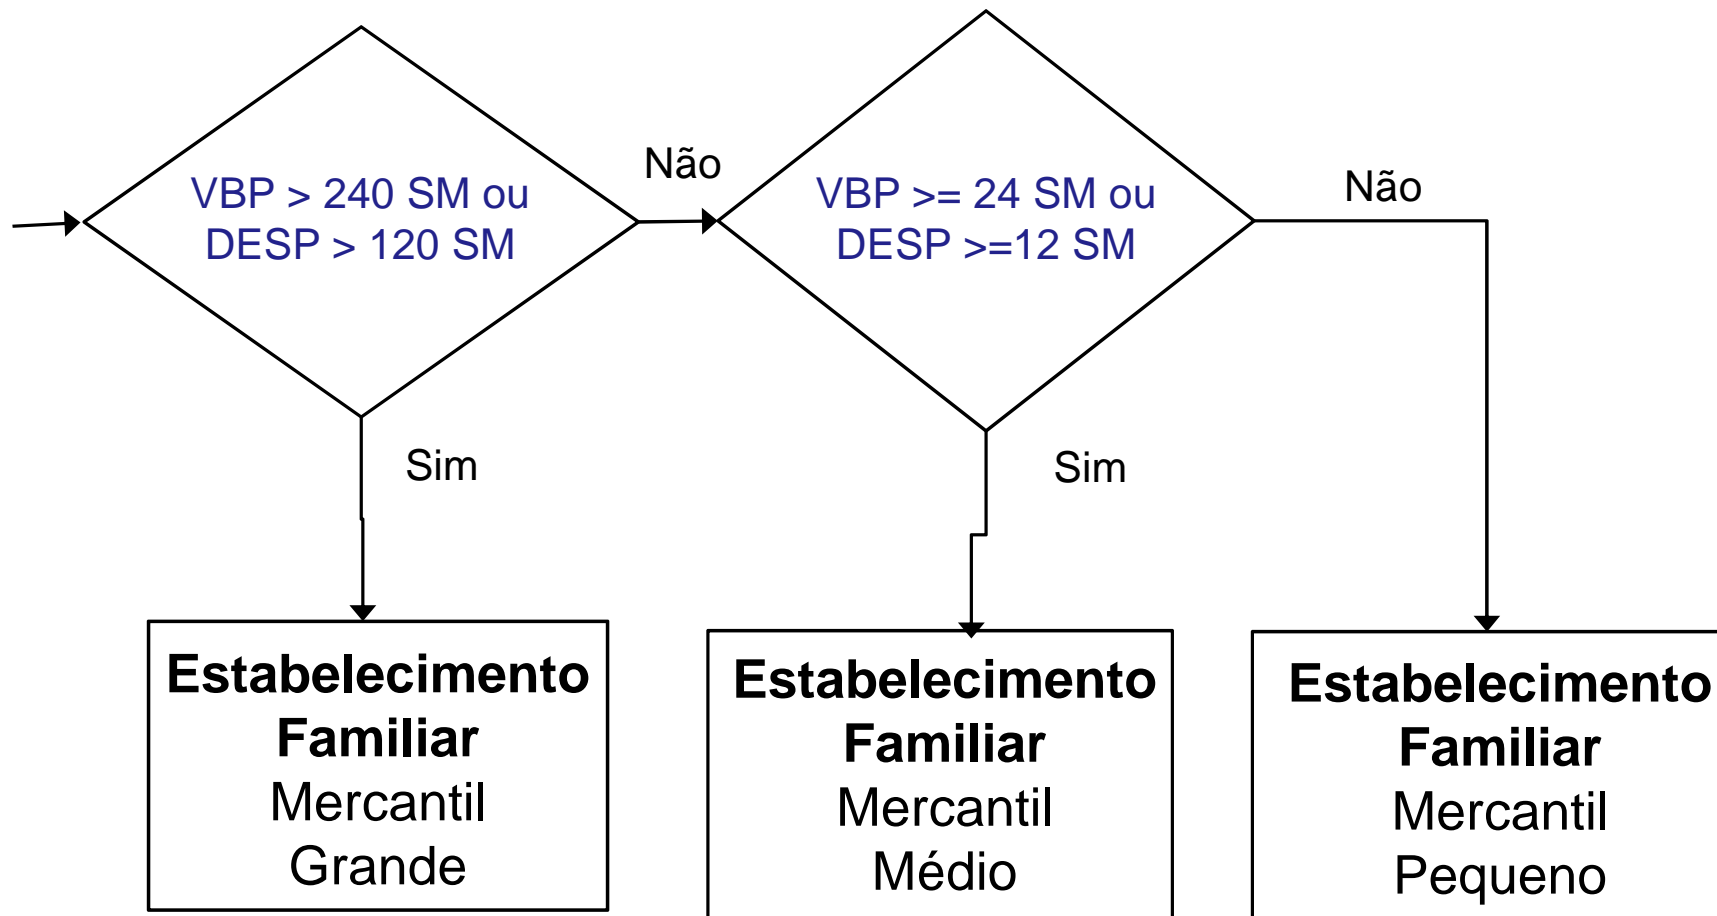 VBP > 240 SM ou
DESP > 120 SM
Não
VBP >= 24 SM ou
DESP >=12 SM
Não
Sim
Sim
Estabelecimento
Familiar
Mercantil
Grande
Estabelecimento
Familiar
Mercantil
Médio
Estabelecimento
Familiar
Mercantil
Pequeno